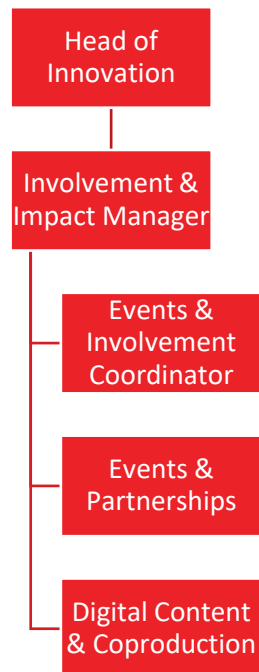 Head of
Innovation
Involvement &
Impact Manager
Events &
Involvement
Coordinator
Events &
Partnerships
Digital Content
& Coproduction